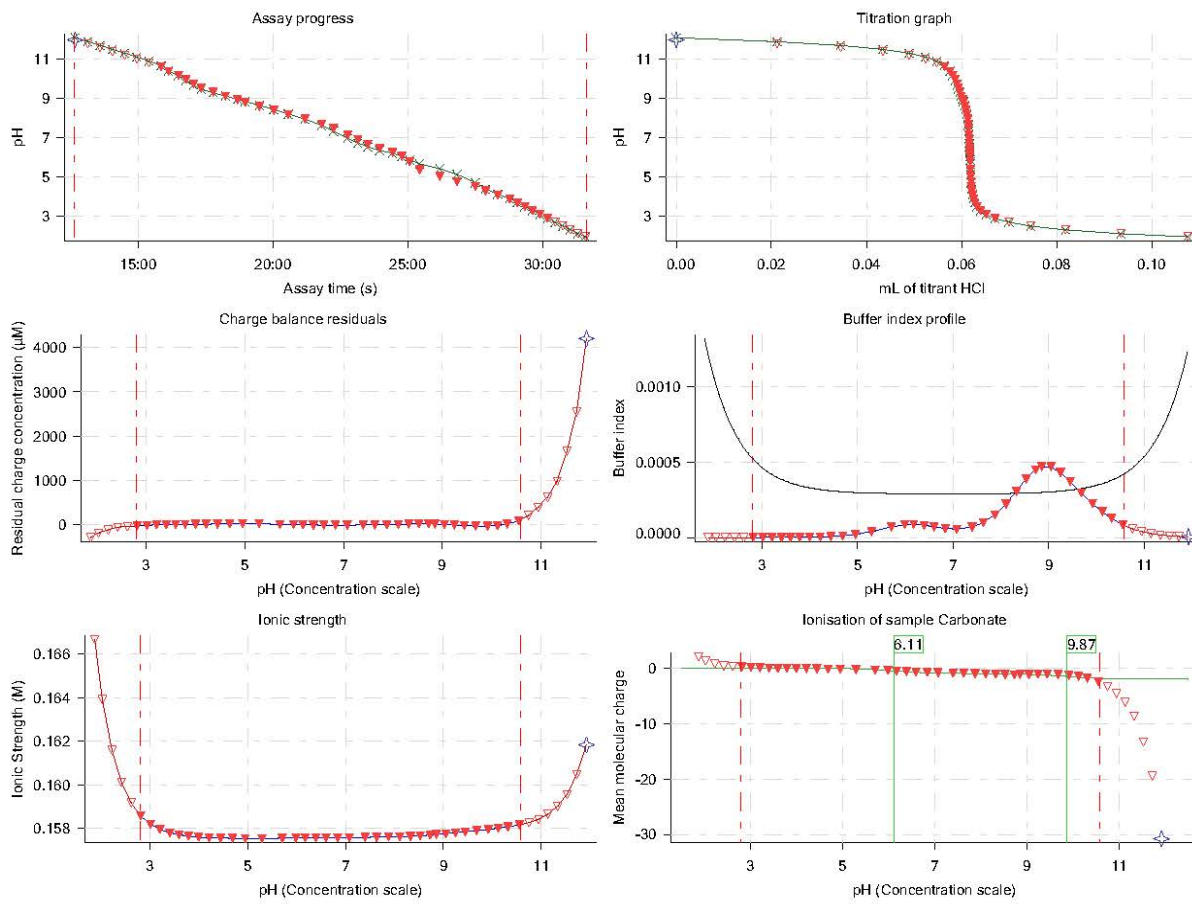 Assay progress
pH
11
9
7
5
3
15:00 20:00 25:00 30:00
Assay time (s)
Titration graph
pH
11
9
7
5
3
0.00 0.02 0.04 0.06 0.08 0.10
mL of titrant HCl
Charge balance residuals
Residual charge concentration (µM)
4000
3000
2000
1000
0
3 5 7 9 11
pH (Concentration scale)
Buffer index profile
Buffer index
0.0010
0.0005
0.0000
3 5 7 9 11
pH (Concentration scale)
Ionic strength
Ionic Strength (M)
0.166
0.164
0.162
0.160
0.158
3 5 7 9 11
pH (Concentration scale)
Ionisation of sample Carbonate
6.11 9.87
Mean molecular charge
0
-10
-20
-30
3 5 7 9 11
pH (Concentration scale)